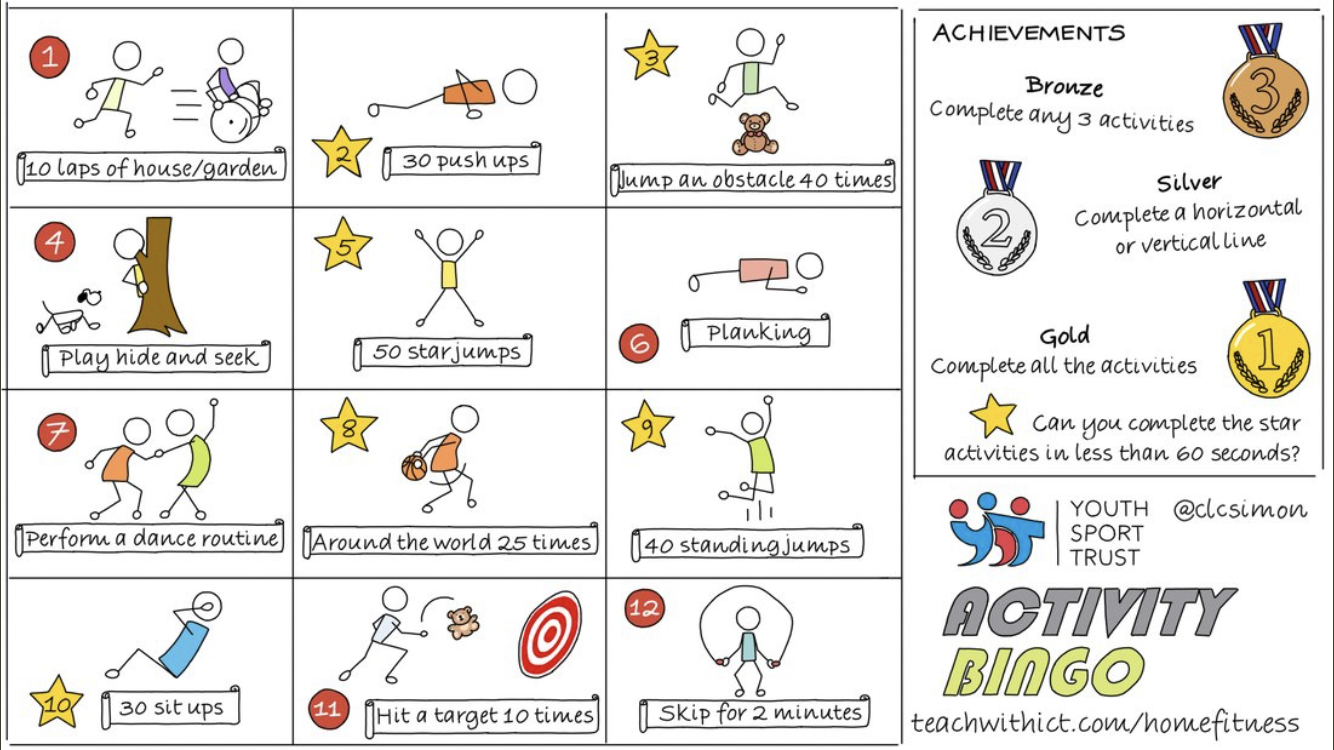 1
10 laps of house/garden
2
30 push ups
3
Jump an obstacle 40 times
4
Play hide and seek
5
50 star jumps
6
Planking
7
Perform a dance routine
8
Around the world 25 times
9
40 standing jumps
10
30 sit ups
11
Hit a target 10 times
12
Skip for 2 minutes
ACHIEVEMENTS
Bronze
Complete any 3 activities
3
2
Silver
Complete a horizontal
or vertical line
Gold
Complete all the activities
1
Can you complete the star
activities in less than 60 seconds?
YOUTH
SPORT
TRUST
@clcsimon
ACTIVITY
BINGO
teachwithict.com/homefitness